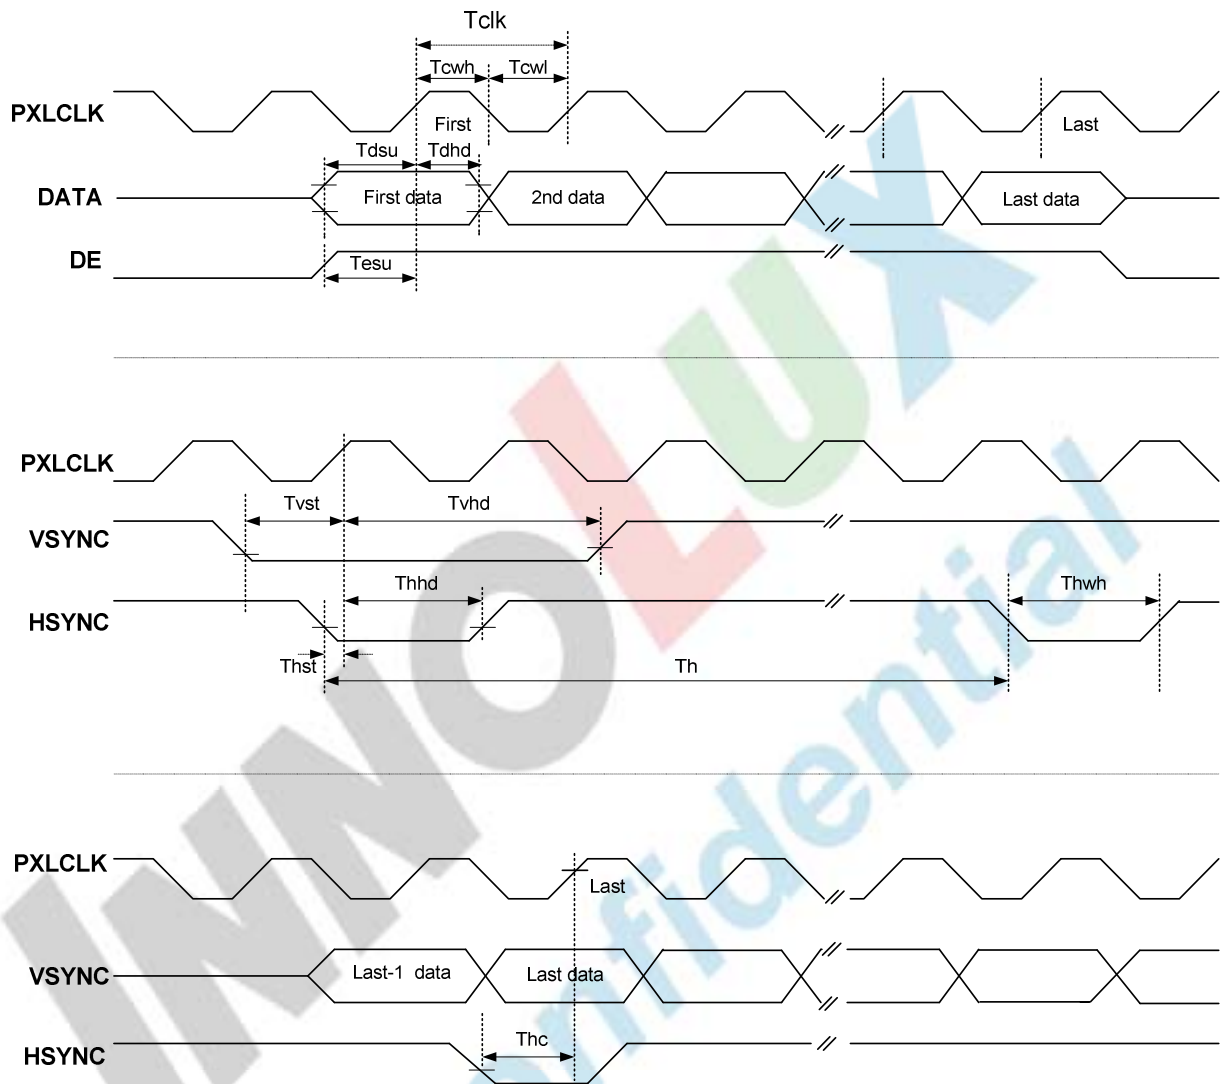 Tclk
Tcwh Tcwl
PXLCLK
First
Last
Tdsu Tdhd
DATA
First data
2nd data
Last data
DE
Tesu
PXLCLK
Tvst
Tvhd
VSYNC
Thhd
Thwh
HSYNC
Thst
Th
PXLCLK
Last
VSYNC
Last-1 data
Last data
HSYNC
Thc
INNOLUX
Confidential